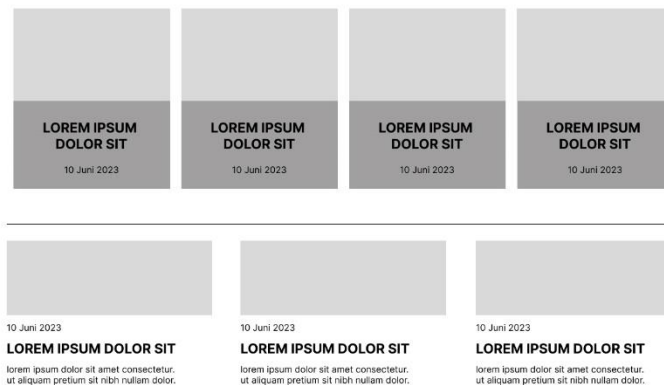 LOREM IPSUM
DOLOR SIT
10 Juni 2023
LOREM IPSUM
DOLOR SIT
10 Juni 2023
LOREM IPSUM
DOLOR SIT
10 Juni 2023
LOREM IPSUM
DOLOR SIT
10 Juni 2023
10 Juni 2023
LOREM IPSUM DOLOR SIT
lorem ipsum dolor sit amet consectetur.
ut aliquam pretium sit nibh nullam dolor.
10 Juni 2023
LOREM IPSUM DOLOR SIT
lorem ipsum dolor sit amet consectetur.
ut aliquam pretium sit nibh nullam dolor.
10 Juni 2023
LOREM IPSUM DOLOR SIT
lorem ipsum dolor sit amet consectetur.
ut aliquam pretium sit nibh nullam dolor.